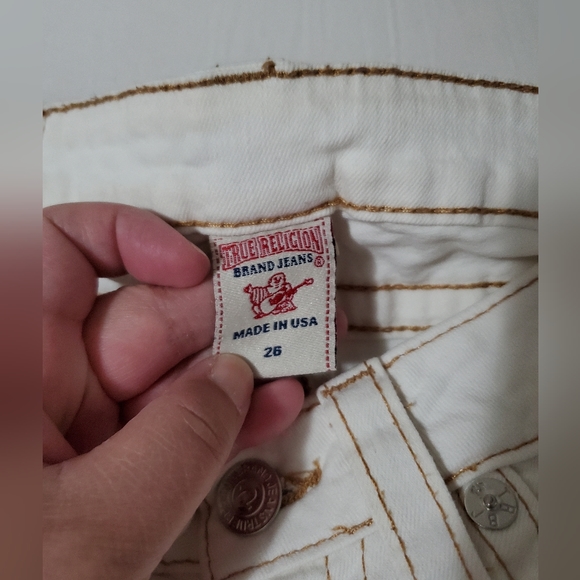 TRUE RELIGION
BRAND JEANS®
MADE IN USA
26